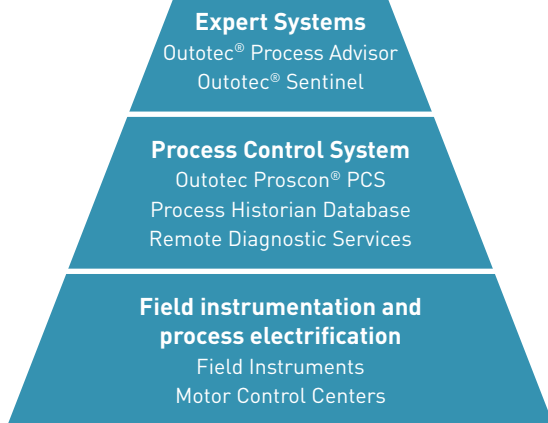 Expert Systems
Outotec® Process Advisor
Outotec® Sentinel
Process Control System
Outotec Proscon® PCS
Process Historian Database
Remote Diagnostic Services
Field instrumentation and
process electrification
Field Instruments
Motor Control Centers